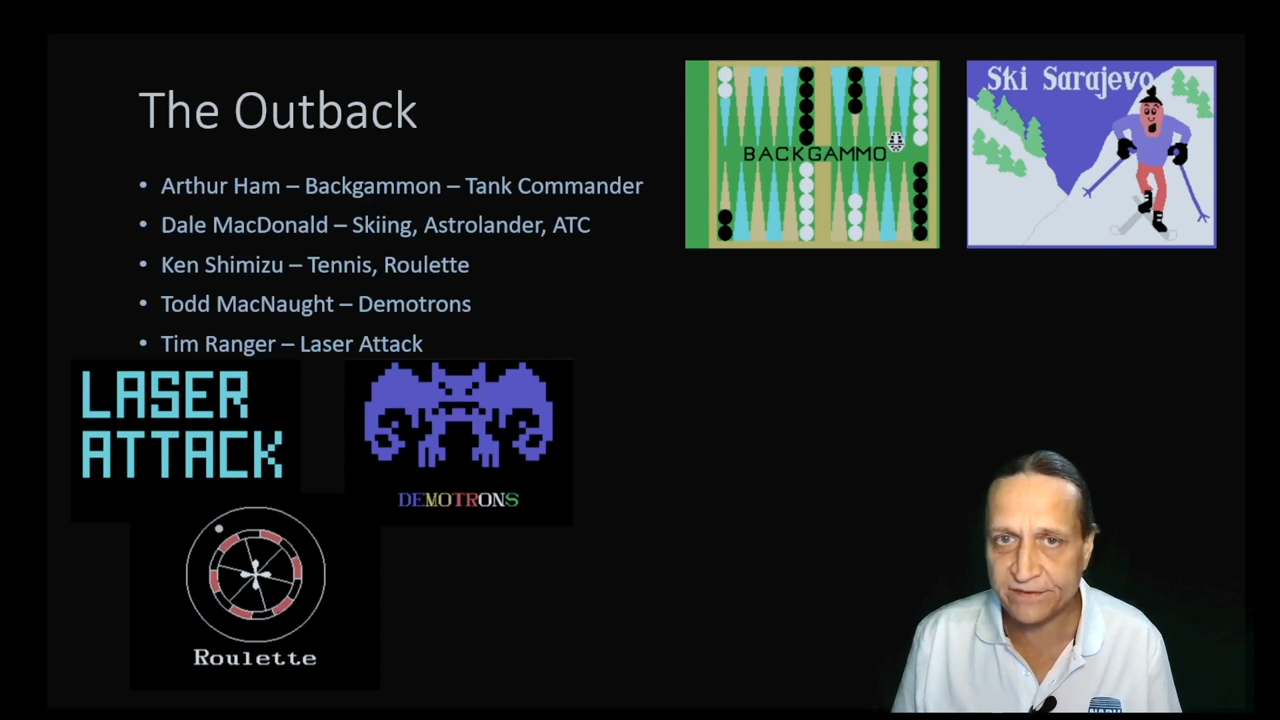 The Outback
• Arthur Ham – Backgammon – Tank Commander
• Dale MacDonald – Skiing, Astrolander, ATC
• Ken Shimizu – Tennis, Roulette
• Todd MacNaught – Demotrons
• Tim Ranger – Laser Attack
BACKGAMMO
Ski Sarajevo
LASER
ATTACK
DEMOTRONS
Roulette